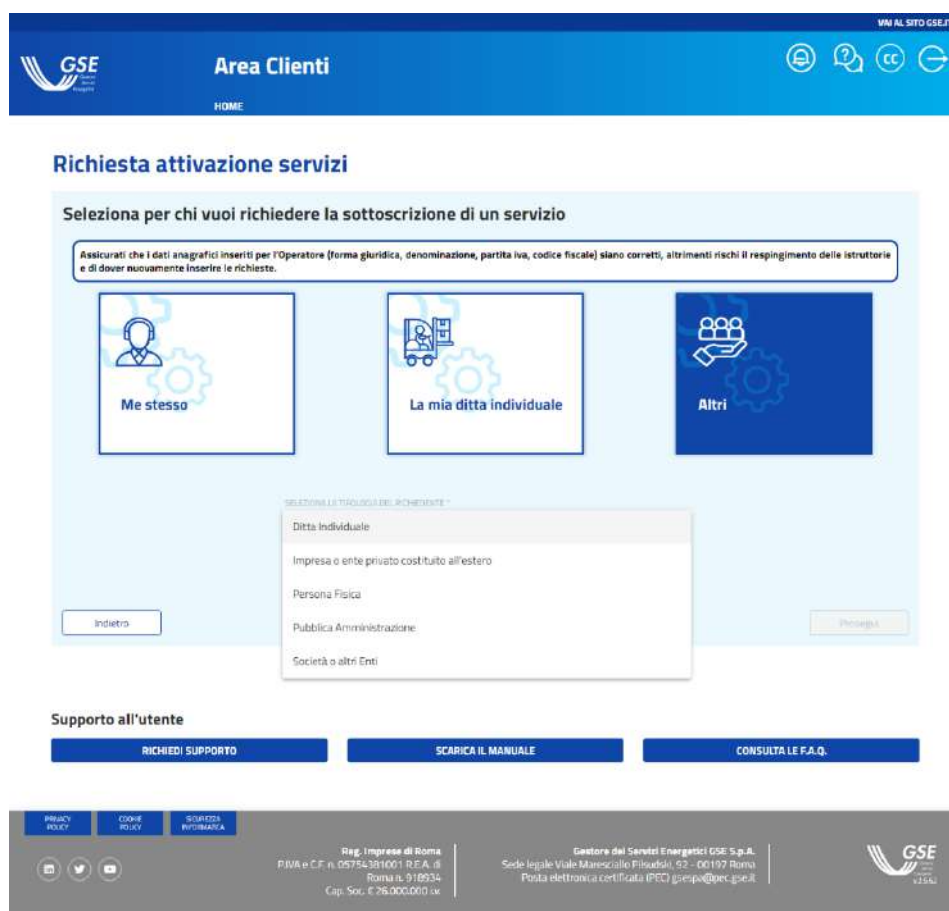 VAI AL SITO GSE.IT
GSE
Area Clienti
CC
HOME
Richiesta attivazione servizi
Seleziona per chi vuoi richiedere la sottoscrizione di un servizio
Assicurati che i dati anagrafici inseriti per l'Operatore (forma giuridica, denominazione, partita iva, codice fiscale) siano corretti, altrimenti rischi il respingimento delle istruttorie
e di dover nuovamente inserire le richieste.
Me stesso
La mia ditta individuale
Altri
SELEZIONA LA TIPOLOGIA DEL RICHIEDENTE *
Ditta Individuale
Impresa o ente privato costituito all'estero
Persona Fisica
Pubblica Amministrazione
Società o altri Enti
Indietro
Prosegui
Supporto all'utente
RICHIEDI SUPPORTO
SCARICA IL MANUALE
CONSULTA LE F.A.Q.
PRIVACY
POLICY
COOKIE
POLICY
SICUREZZA
INFORMATICA
Reg. Imprese di Roma
P.IVA e C.F. n. 05754381001 R.E.A. di
Roma n. 918934
Cap. Soc. € 26.000.000 i.v.
Gestore dei Servizi Energetici GSE S.p.A.
Sede legale Viale Maresciallo Pilsudski, 92 - 00197 Roma
Posta elettronica certificata (PEC) gsespa@pec.gse.it
GSE